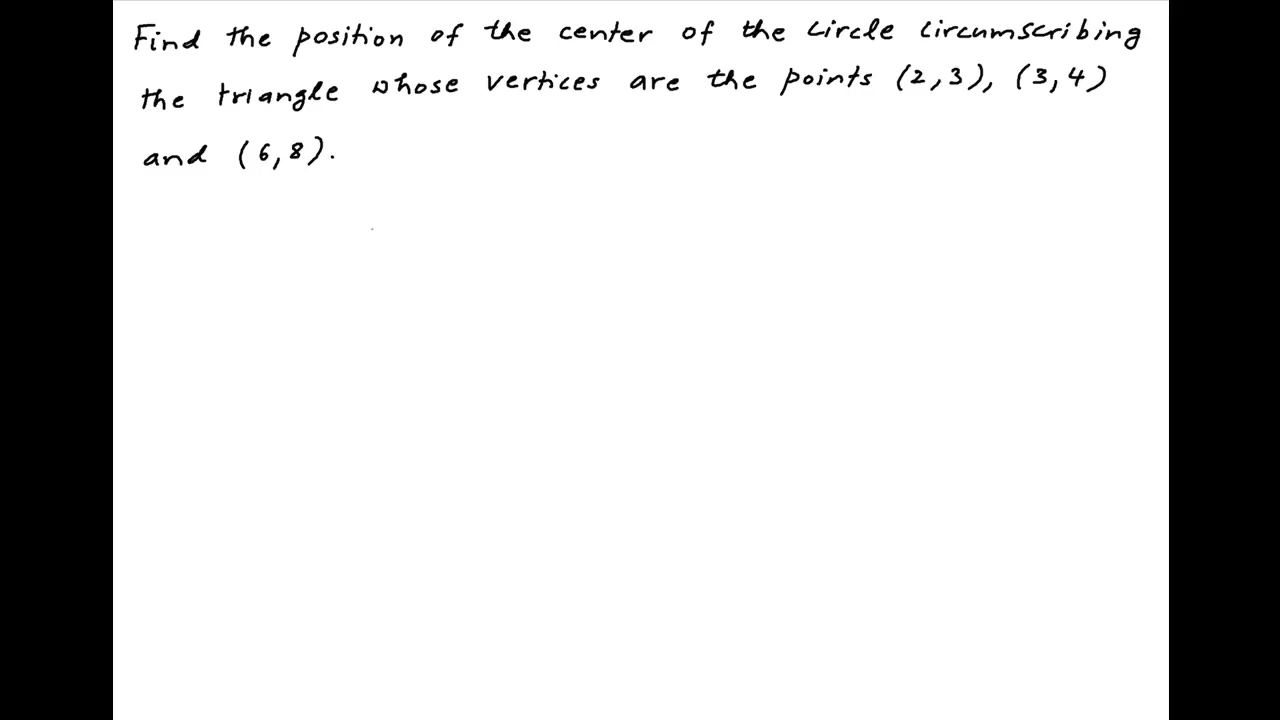 Find the position of the center of the circle circumscribing
the triangle whose vertices are the points (2,3), (3,4)
and (6,8).